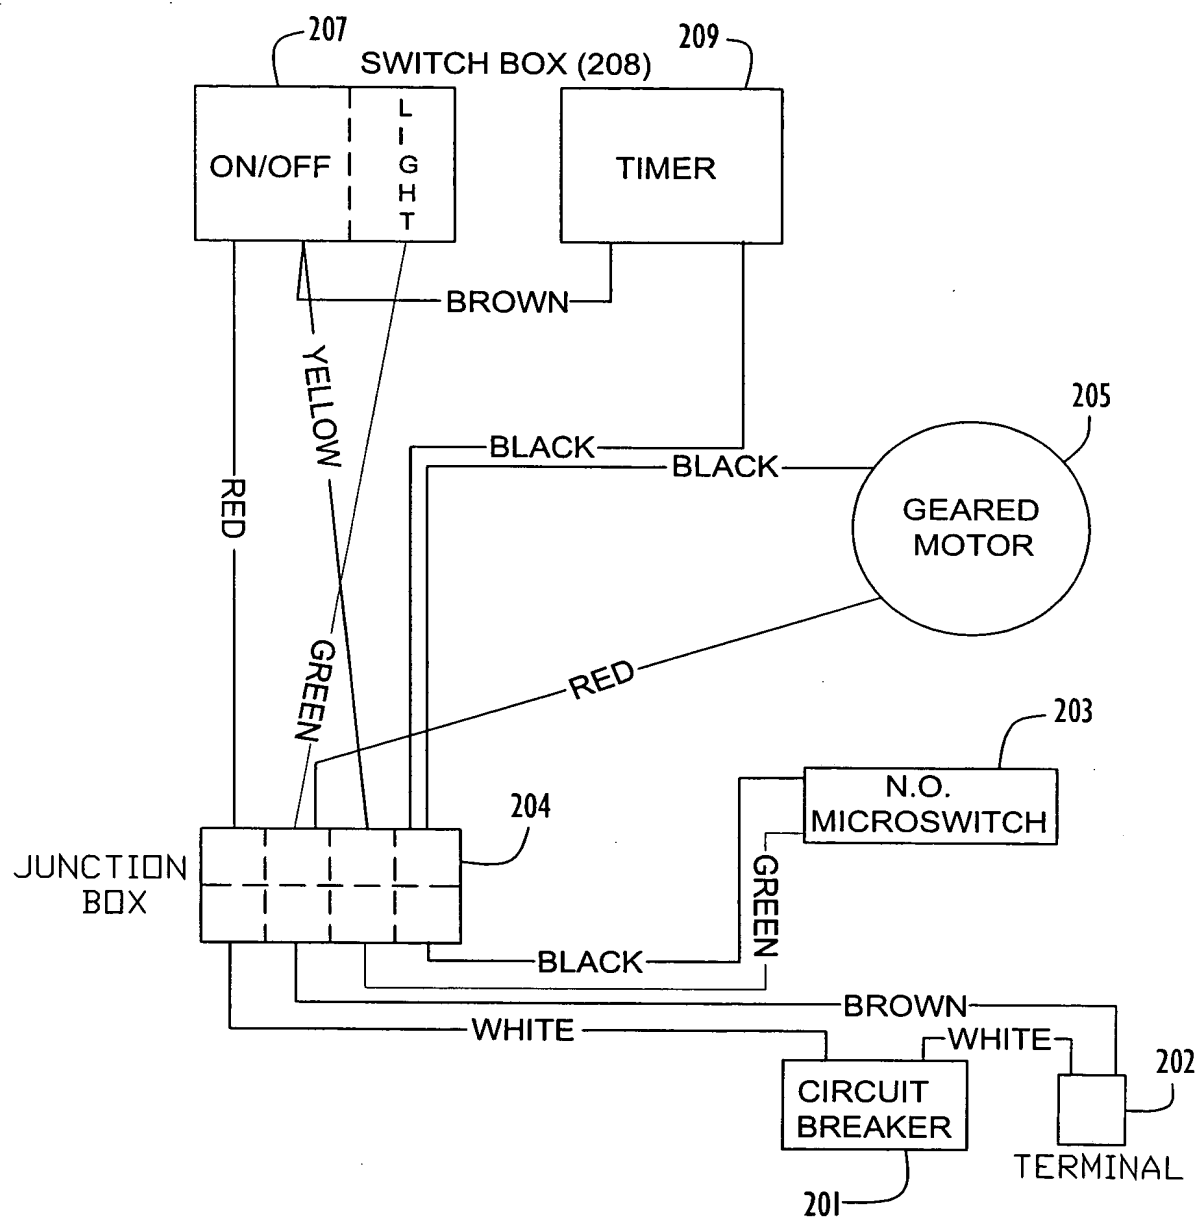 207
SWITCH BOX (208)
209
ON/OFF
LIGHT
TIMER
BROWN
YELLOW
205
BLACK
BLACK
RED
GEARED
MOTOR
GREEN
RED
203
N.O.
MICROSWITCH
204
JUNCTION
BOX
GREEN
BLACK
BROWN
WHITE
WHITE
202
CIRCUIT
BREAKER
TERMINAL
201